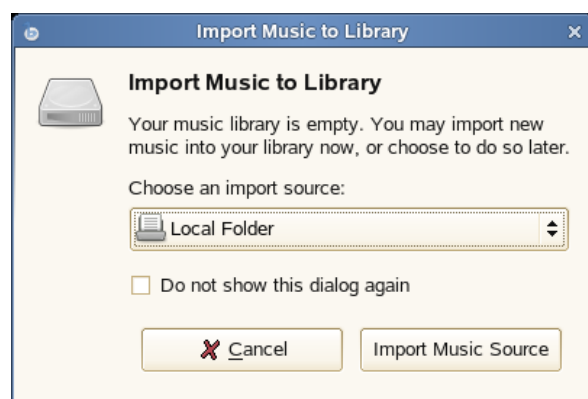 Import Music to Library
Import Music to Library
Your music library is empty. You may import new
music into your library now, or choose to do so later.
Choose an import source:
Local Folder
Do not show this dialog again
Cancel
Import Music Source